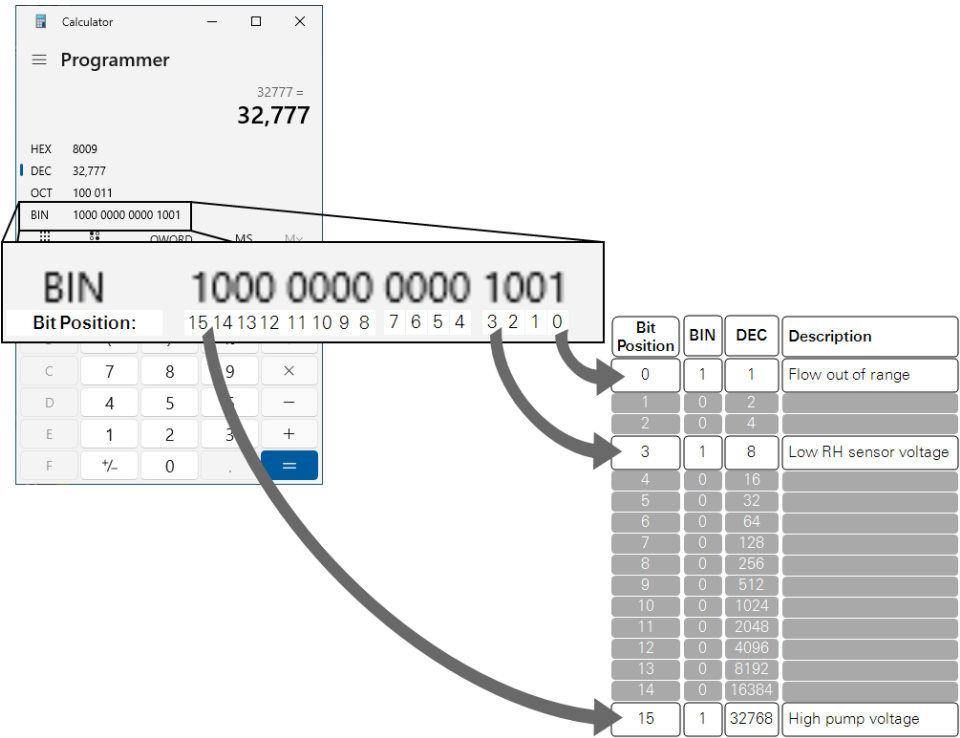 Calculator
Programmer
32777 =
32,777
HEX 8009
DEC 32,777
OCT 100 011
BIN 1000 0000 0000 1001
QWORD MS
BIN 1000 0000 0000 1001
Bit Position: 15 14 13 12 11 10 9 8 7 6 5 4 3 2 1 0
C 7 8 9 ×
D 4 5 −
E 1 2 3 +
F +/− 0 . =
Bit Position BIN DEC Description
0 1 1 Flow out of range
1 0 2
2 0 4
3 1 8 Low RH sensor voltage
4 0 16
5 0 32
6 0 64
7 0 128
8 0 256
9 0 512
10 0 1024
11 0 2048
12 0 4096
13 0 8192
14 0 16384
15 1 32768 High pump voltage